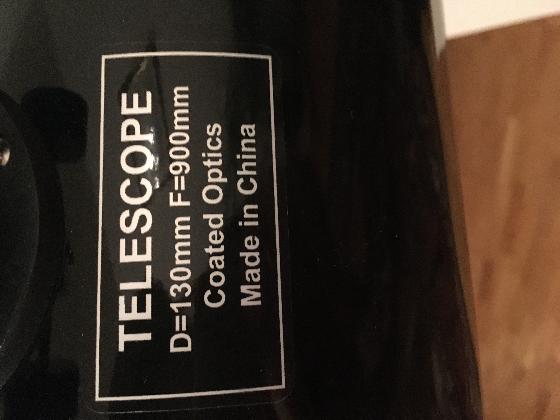 TELESCOPE
D=130mm F=900mm
Coated Optics
Made in China